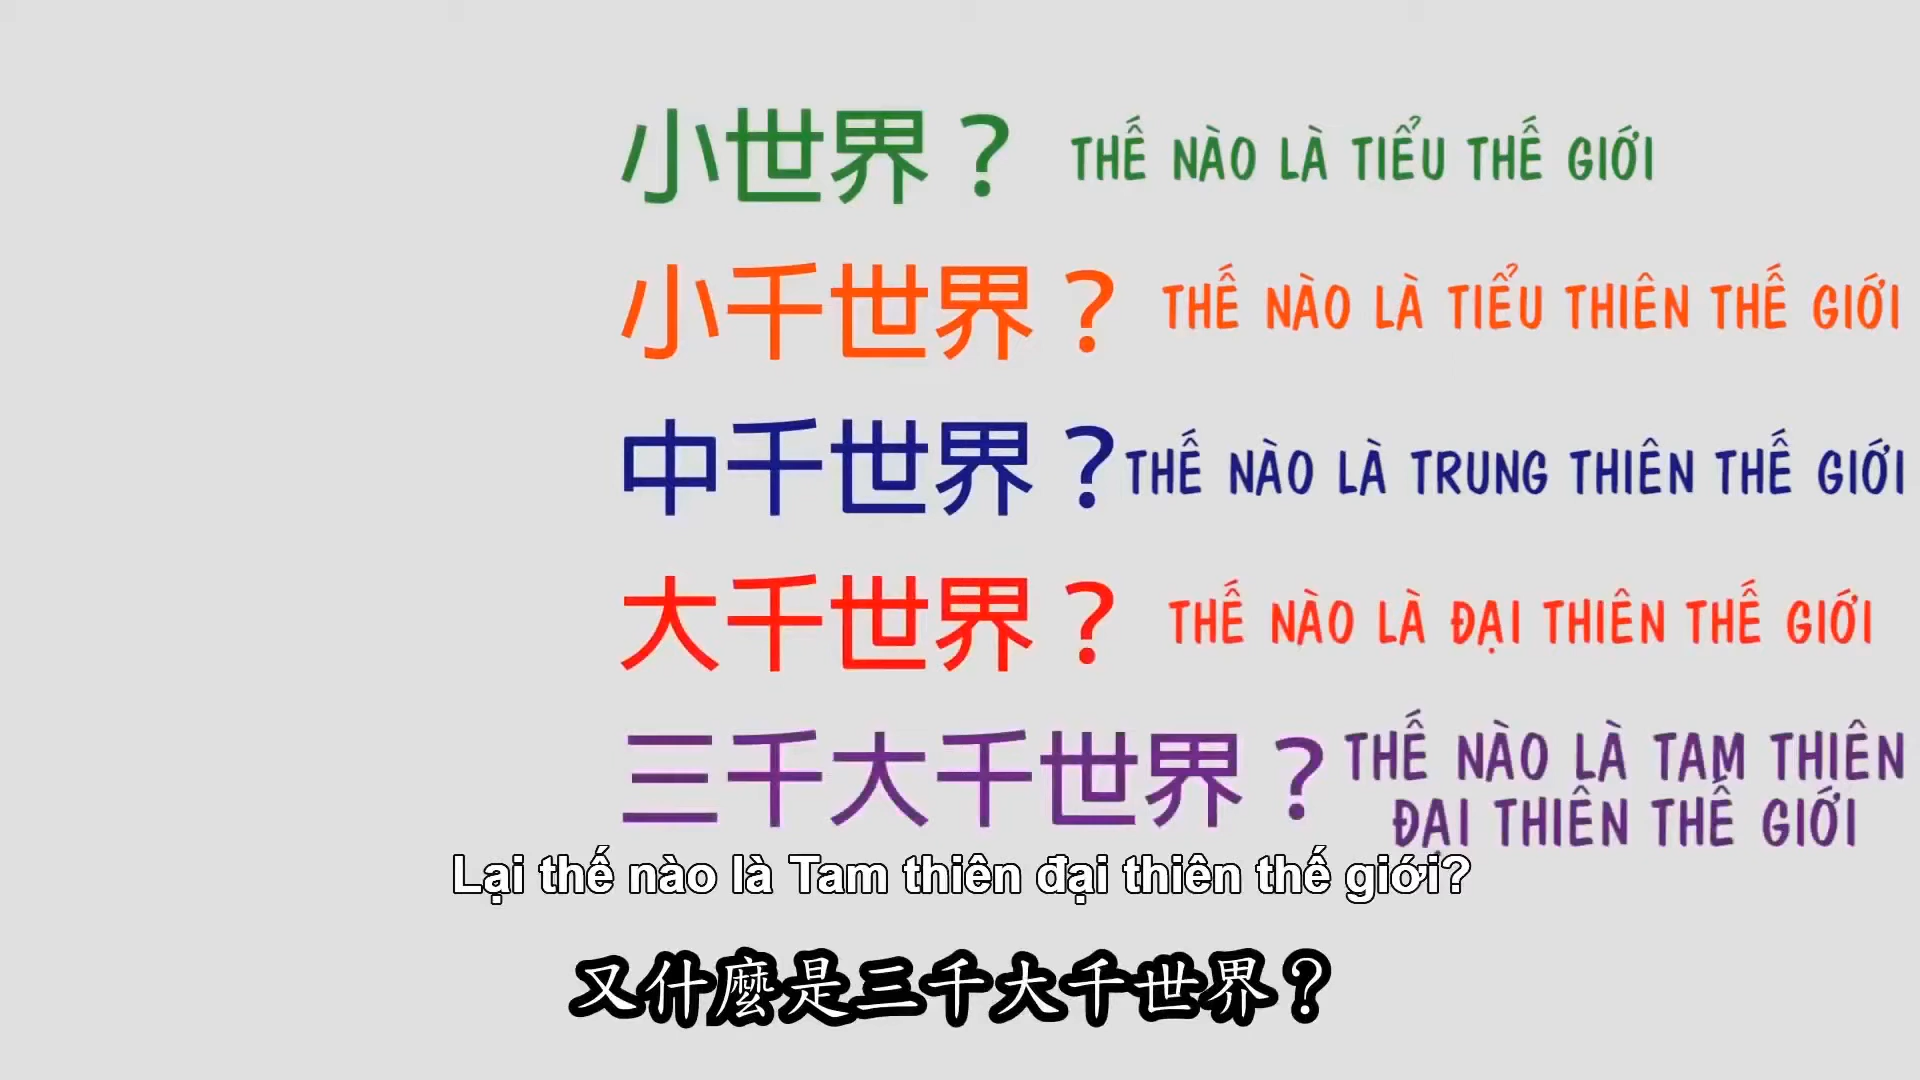 小世界？ THẾ NÀO LÀ TIỂU THẾ GIỚI
小千世界？ THẾ NÀO LÀ TIỂU THIÊN THẾ GIỚI
中千世界？ THẾ NÀO LÀ TRUNG THIÊN THẾ GIỚI
大千世界？ THẾ NÀO LÀ ĐẠI THIÊN THẾ GIỚI
三千大千世界？ THẾ NÀO LÀ TAM THIÊN
ĐẠI THIÊN THẾ GIỚI
Lại thế nào là Tam thiên đại thiên thế giới?
又什麼是三千大千世界？